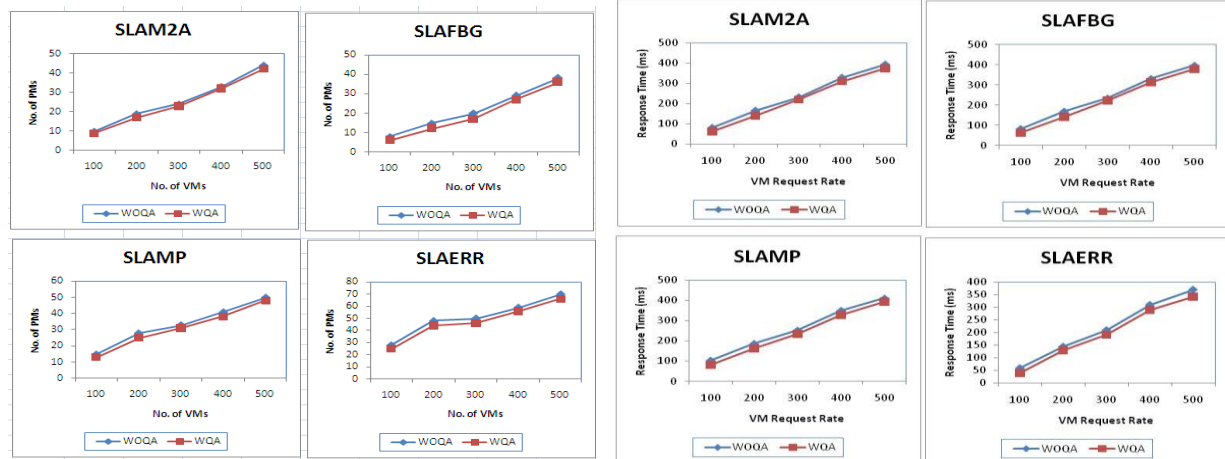 SLAM2A
No. of PMs
50
40
30
20
10
0
100 200 300 400 500
No. of VMs
WOQA WQA
SLAFBG
No. of PMs
50
40
30
20
10
0
100 200 300 400 500
No. of VMs
WOQA WQA
SLAM2A
Response Time (ms)
500
400
300
200
100
0
100 200 300 400 500
VM Request Rate
WOQA WQA
SLAFBG
Response Time (ms)
500
400
300
200
100
0
100 200 300 400 500
VM Request Rate
WOQA WQA
SLAMP
No. of PMs
60
50
40
30
20
10
0
100 200 300 400 500
No. of VMs
WOQA WQA
SLAERR
No. of PMs
80
70
60
50
40
30
20
10
0
100 200 300 400 500
No. of VMs
WOQA WQA
SLAMP
Response Time (ms)
500
400
300
200
100
0
100 200 300 400 500
VM Request Rate
WOQA WQA
SLAERR
Response Time (ms)
400
350
300
250
200
150
100
50
0
100 200 300 400 500
VM Request Rate
WOQA WQA